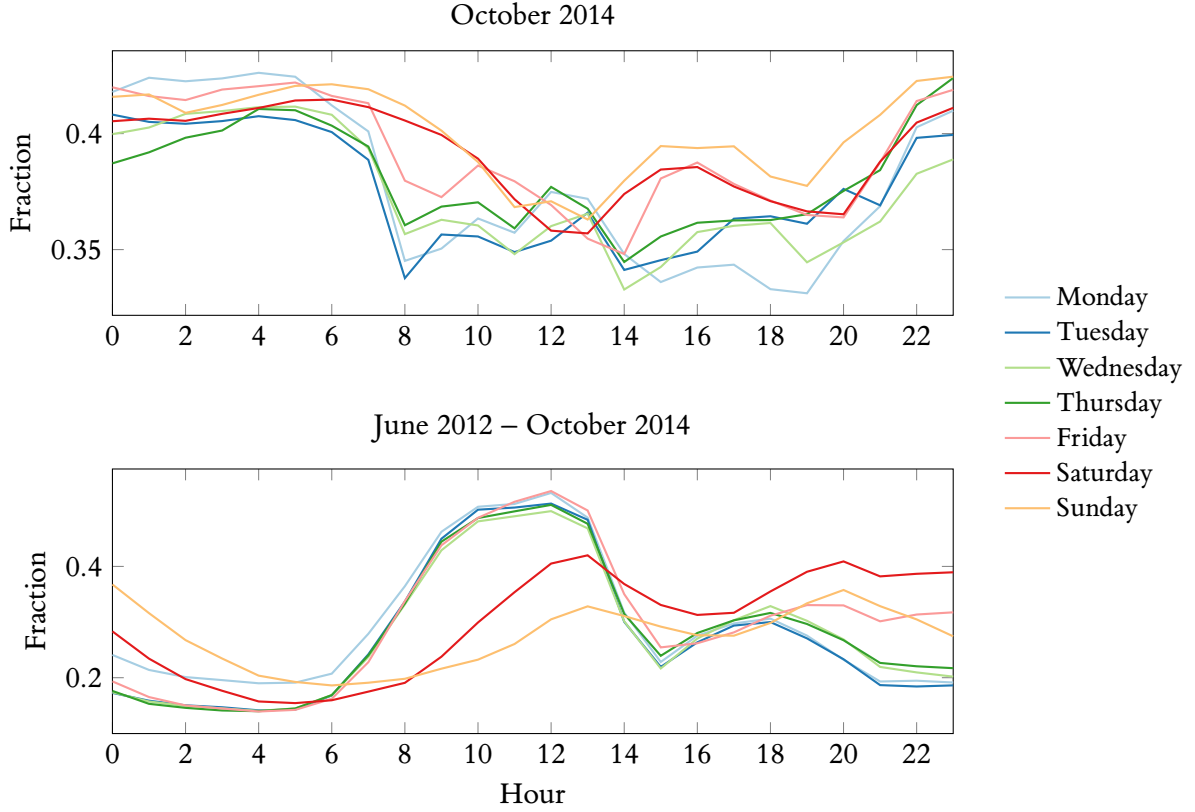 October 2014
Fraction
0.4
0.35
0 2 4 6 8 10 12 14 16 18 20 22
Monday
Tuesday
Wednesday
Thursday
Friday
Saturday
Sunday
June 2012 – October 2014
Fraction
0.4
0.2
0 2 4 6 8 10 12 14 16 18 20 22
Hour